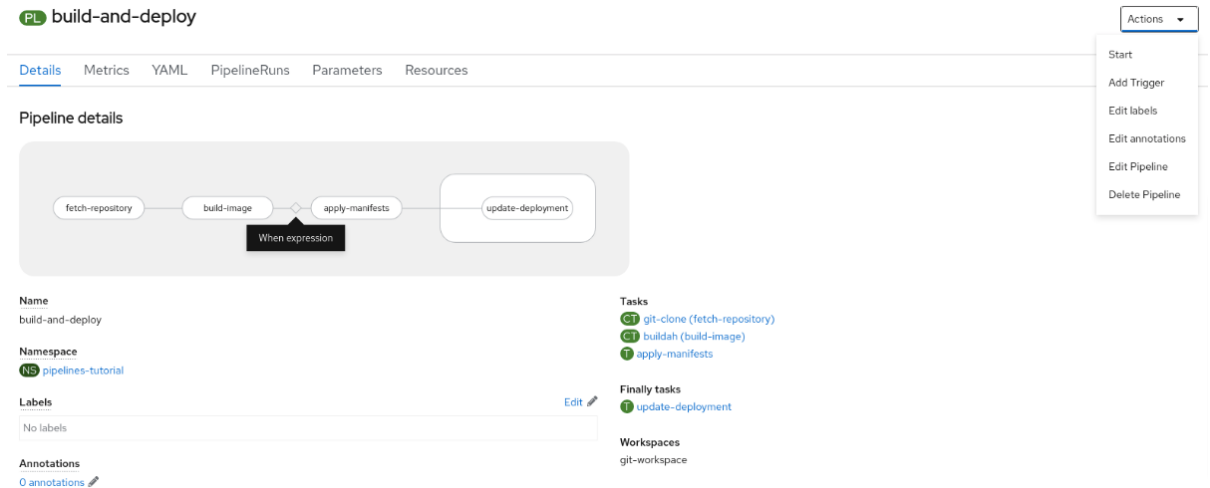 PL build-and-deploy
Actions
Start
Add Trigger
Edit labels
Edit annotations
Edit Pipeline
Delete Pipeline
Details Metrics YAML PipelineRuns Parameters Resources
Pipeline details
fetch-repository build-image apply-manifests update-deployment
When expression
Name
build-and-deploy
Namespace
NS pipelines-tutorial
Labels Edit
No labels
Annotations
0 annotations
Tasks
CT git-clone (fetch-repository)
CT buildah (build-image)
T apply-manifests
Finally tasks
T update-deployment
Workspaces
git-workspace